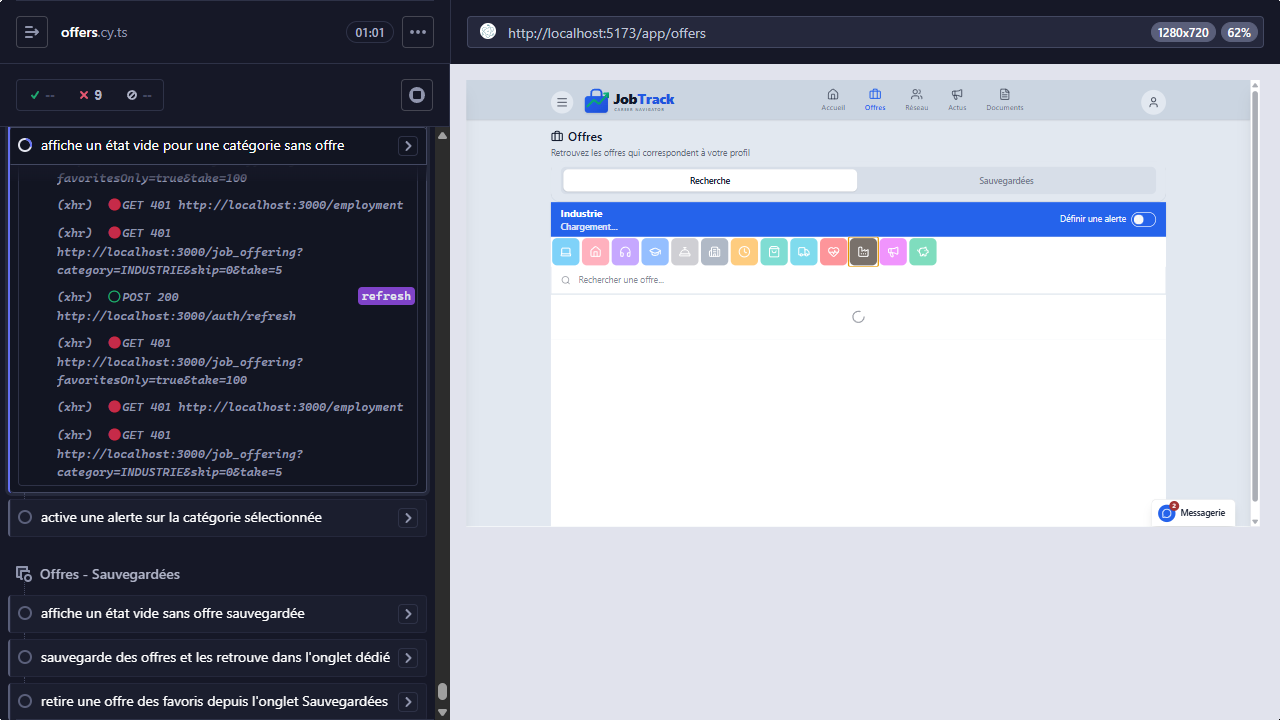 offers.cy.ts
01:01
--
9
--
affiche un état vide pour une catégorie sans offre
favoritesOnly=true&take=100
(xhr) GET 401 http://localhost:3000/employment
(xhr) GET 401
http://localhost:3000/job_offering?
category=INDUSTRIE&skip=0&take=5
(xhr) POST 200
refresh
http://localhost:3000/auth/refresh
(xhr) GET 401
http://localhost:3000/job_offering?
favoritesOnly=true&take=100
(xhr) GET 401 http://localhost:3000/employment
(xhr) GET 401
http://localhost:3000/job_offering?
category=INDUSTRIE&skip=0&take=5
active une alerte sur la catégorie sélectionnée
Offres - Sauvegardées
affiche un état vide sans offre sauvegardée
sauvegarde des offres et les retrouve dans l'onglet dédié
retire une offre des favoris depuis l'onglet Sauvegardées
http://localhost:5173/app/offers
1280x720
62%
JobTrack
CAREER NAVIGATOR
Accueil
Offres
Réseau
Actus
Documents
Offres
Retrouvez les offres qui correspondent à votre profil
Recherche
Sauvegardées
Industrie
Chargement...
Définir une alerte
Rechercher une offre...
2
Messagerie